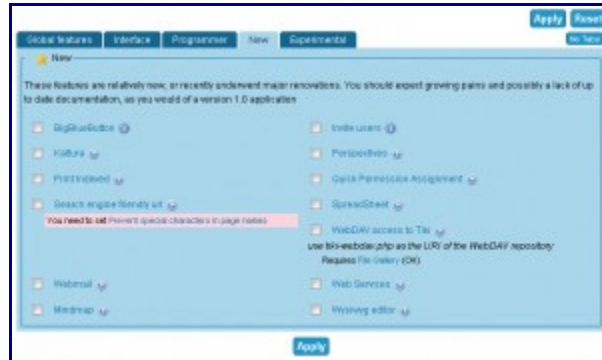 Apply Reset
Global features Interface Programmer New Experimental No Tabs
New
These features are relatively new, or recently underwent major renovations. You should expect growing pains and possibly a lack of up
to date documentation, as you would of a version 1.0 application
BigBlueButton Invite users
Kaltura Perspectives
Print Indexed Quick Permission Assignment
Search engine friendly url SpreadSheet
You need to set Prevent special characters in page names
WebDAV access to Tiki
use tiki-webdav.php as the URI of the WebDAV repository
Requires File Gallery (OK)
Webmail Web Services
Mindmap Wysiwyg editor
Apply